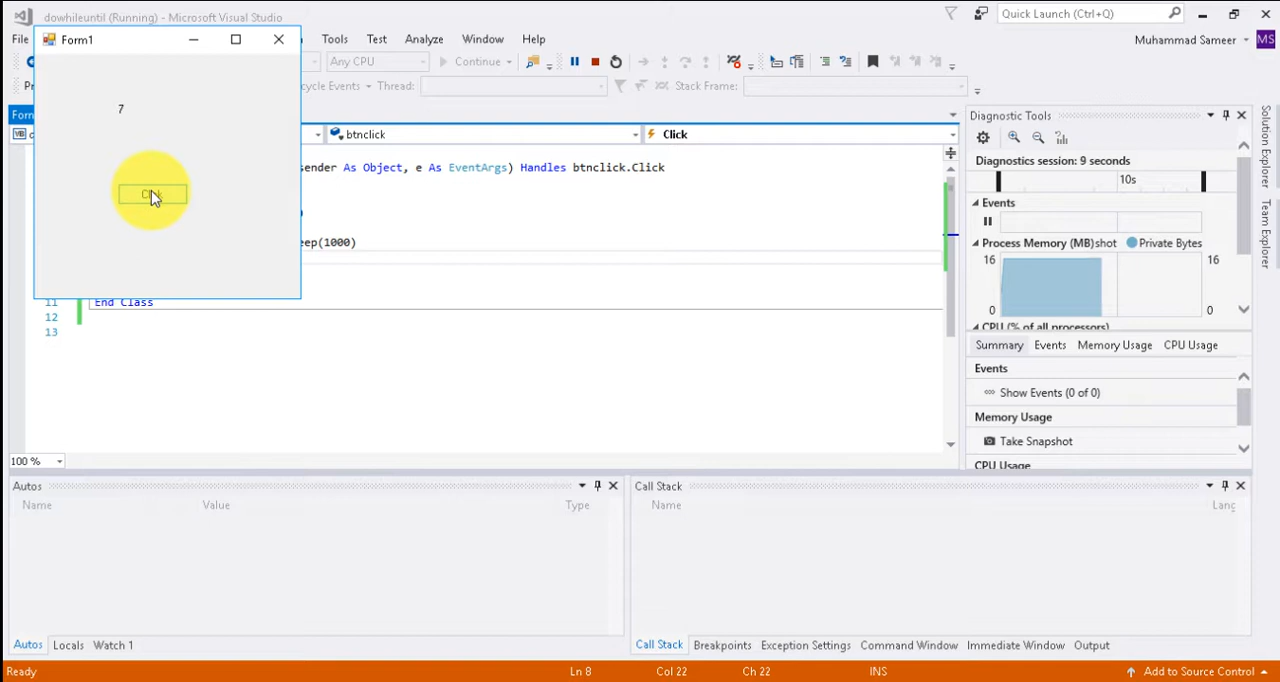 dowhileuntil (Running) - Microsoft Visual Studio
Quick Launch (Ctrl+Q)
Form1
File
Tools Test Analyze Window Help
Muhammad Sameer MS
Any CPU Continue
cycle Events Thread: Stack Frame:
7
Form
btnclick Click
sender As Object, e As EventArgs) Handles btnclick.Click
eep(1000)
11 End Class
12
13
Diagnostic Tools
Diagnostics session: 9 seconds
10s
Events
Process Memory (MB)shot Private Bytes
16 16
0 0
CPU (% of all processors)
Summary Events Memory Usage CPU Usage
Events
Show Events (0 of 0)
Memory Usage
Take Snapshot
CPU Usage
Solution Explorer
Team Explorer
100 %
Autos
Name Value Type
Call Stack
Name Lang
Autos Locals Watch 1
Call Stack Breakpoints Exception Settings Command Window Immediate Window Output
Ready Ln 8 Col 22 Ch 22 INS Add to Source Control